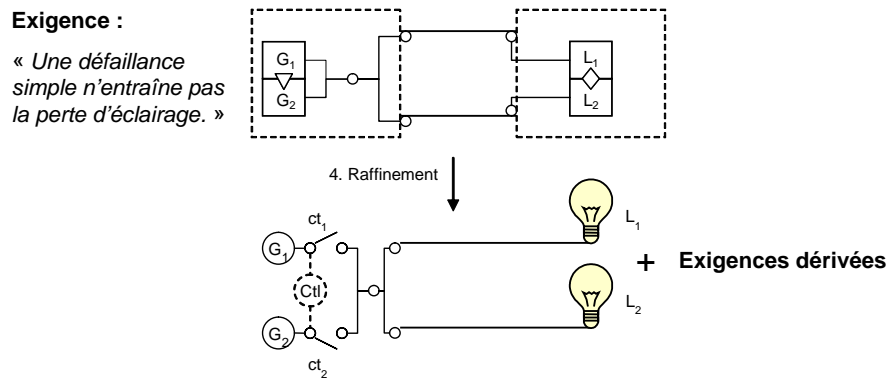 Exigence :
« Une défaillance
simple n’entraîne pas
la perte d’éclairage. »
G1
G2
L1
L2
4. Raffinement
ct1
G1
Ctl
G2
ct2
L1
L2
+ Exigences dérivées